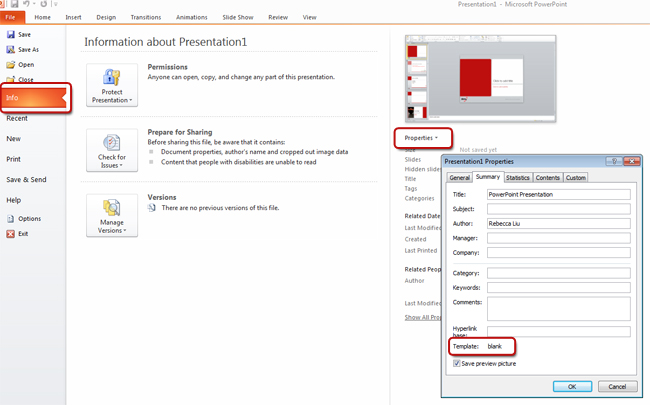 Presentation1 - Microsoft PowerPoint
File Home Insert Design Transitions Animations Slide Show Review View
Save
Save As
Open
Close
Info
Recent
New
Print
Save & Send
Help
Options
Exit
Information about Presentation1
Protect
Presentation
Permissions
Anyone can open, copy, and change any part of this presentation.
Check for
Issues
Prepare for Sharing
Before sharing this file, be aware that it contains:
Document properties, author's name and cropped out image data
Content that people with disabilities are unable to read
Manage
Versions
Versions
There are no previous versions of this file.
Properties
Size Not saved yet
Slides
Hidden slides
Title
Tags
Categories
Related Date
Last Modified
Created
Last Printed
Related Peop
Author
Last Modified
Show All Prop
Presentation1 Properties
General Summary Statistics Contents Custom
Title: PowerPoint Presentation
Subject:
Author: Rebecca Liu
Manager:
Company:
Category:
Keywords:
Comments:
Hyperlink
base:
Template: blank
Save preview picture
OK Cancel